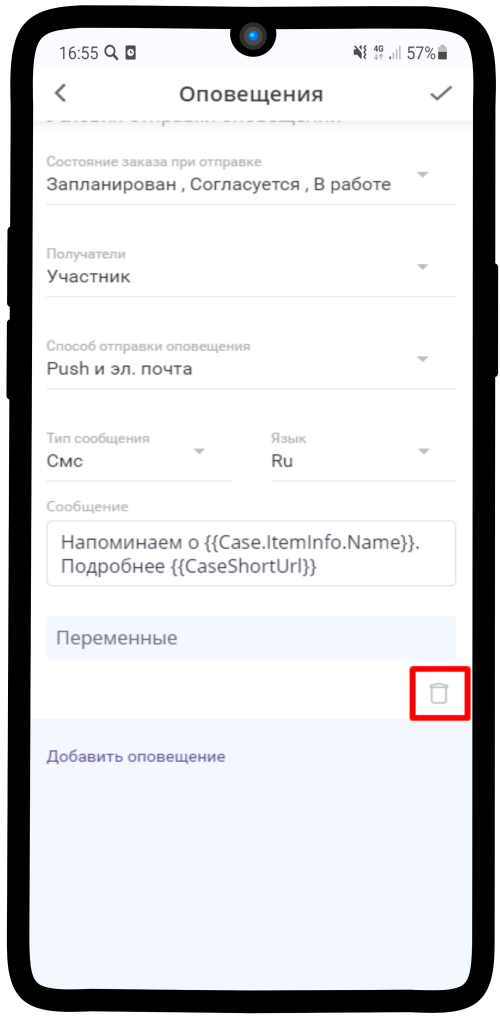 16:55
4G
57%
Оповещения
Состояние заказа при отправке
Запланирован , Согласуется , В работе
Получатели
Участник
Способ отправки оповещения
Push и эл. почта
Тип сообщения
Язык
Смс
Ru
Сообщение
Напоминаем о {{Case.ItemInfo.Name}}.
Подробнее {{CaseShortUrl}}
Переменные
Добавить оповещение